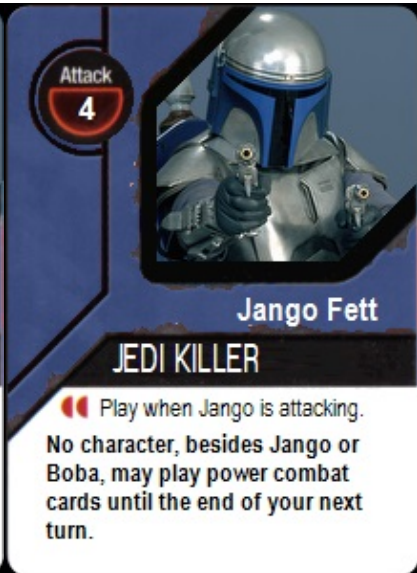 Attack
4
Jango Fett
JEDI KILLER
Play when Jango is attacking.
No character, besides Jango or
Boba, may play power combat
cards until the end of your next
turn.